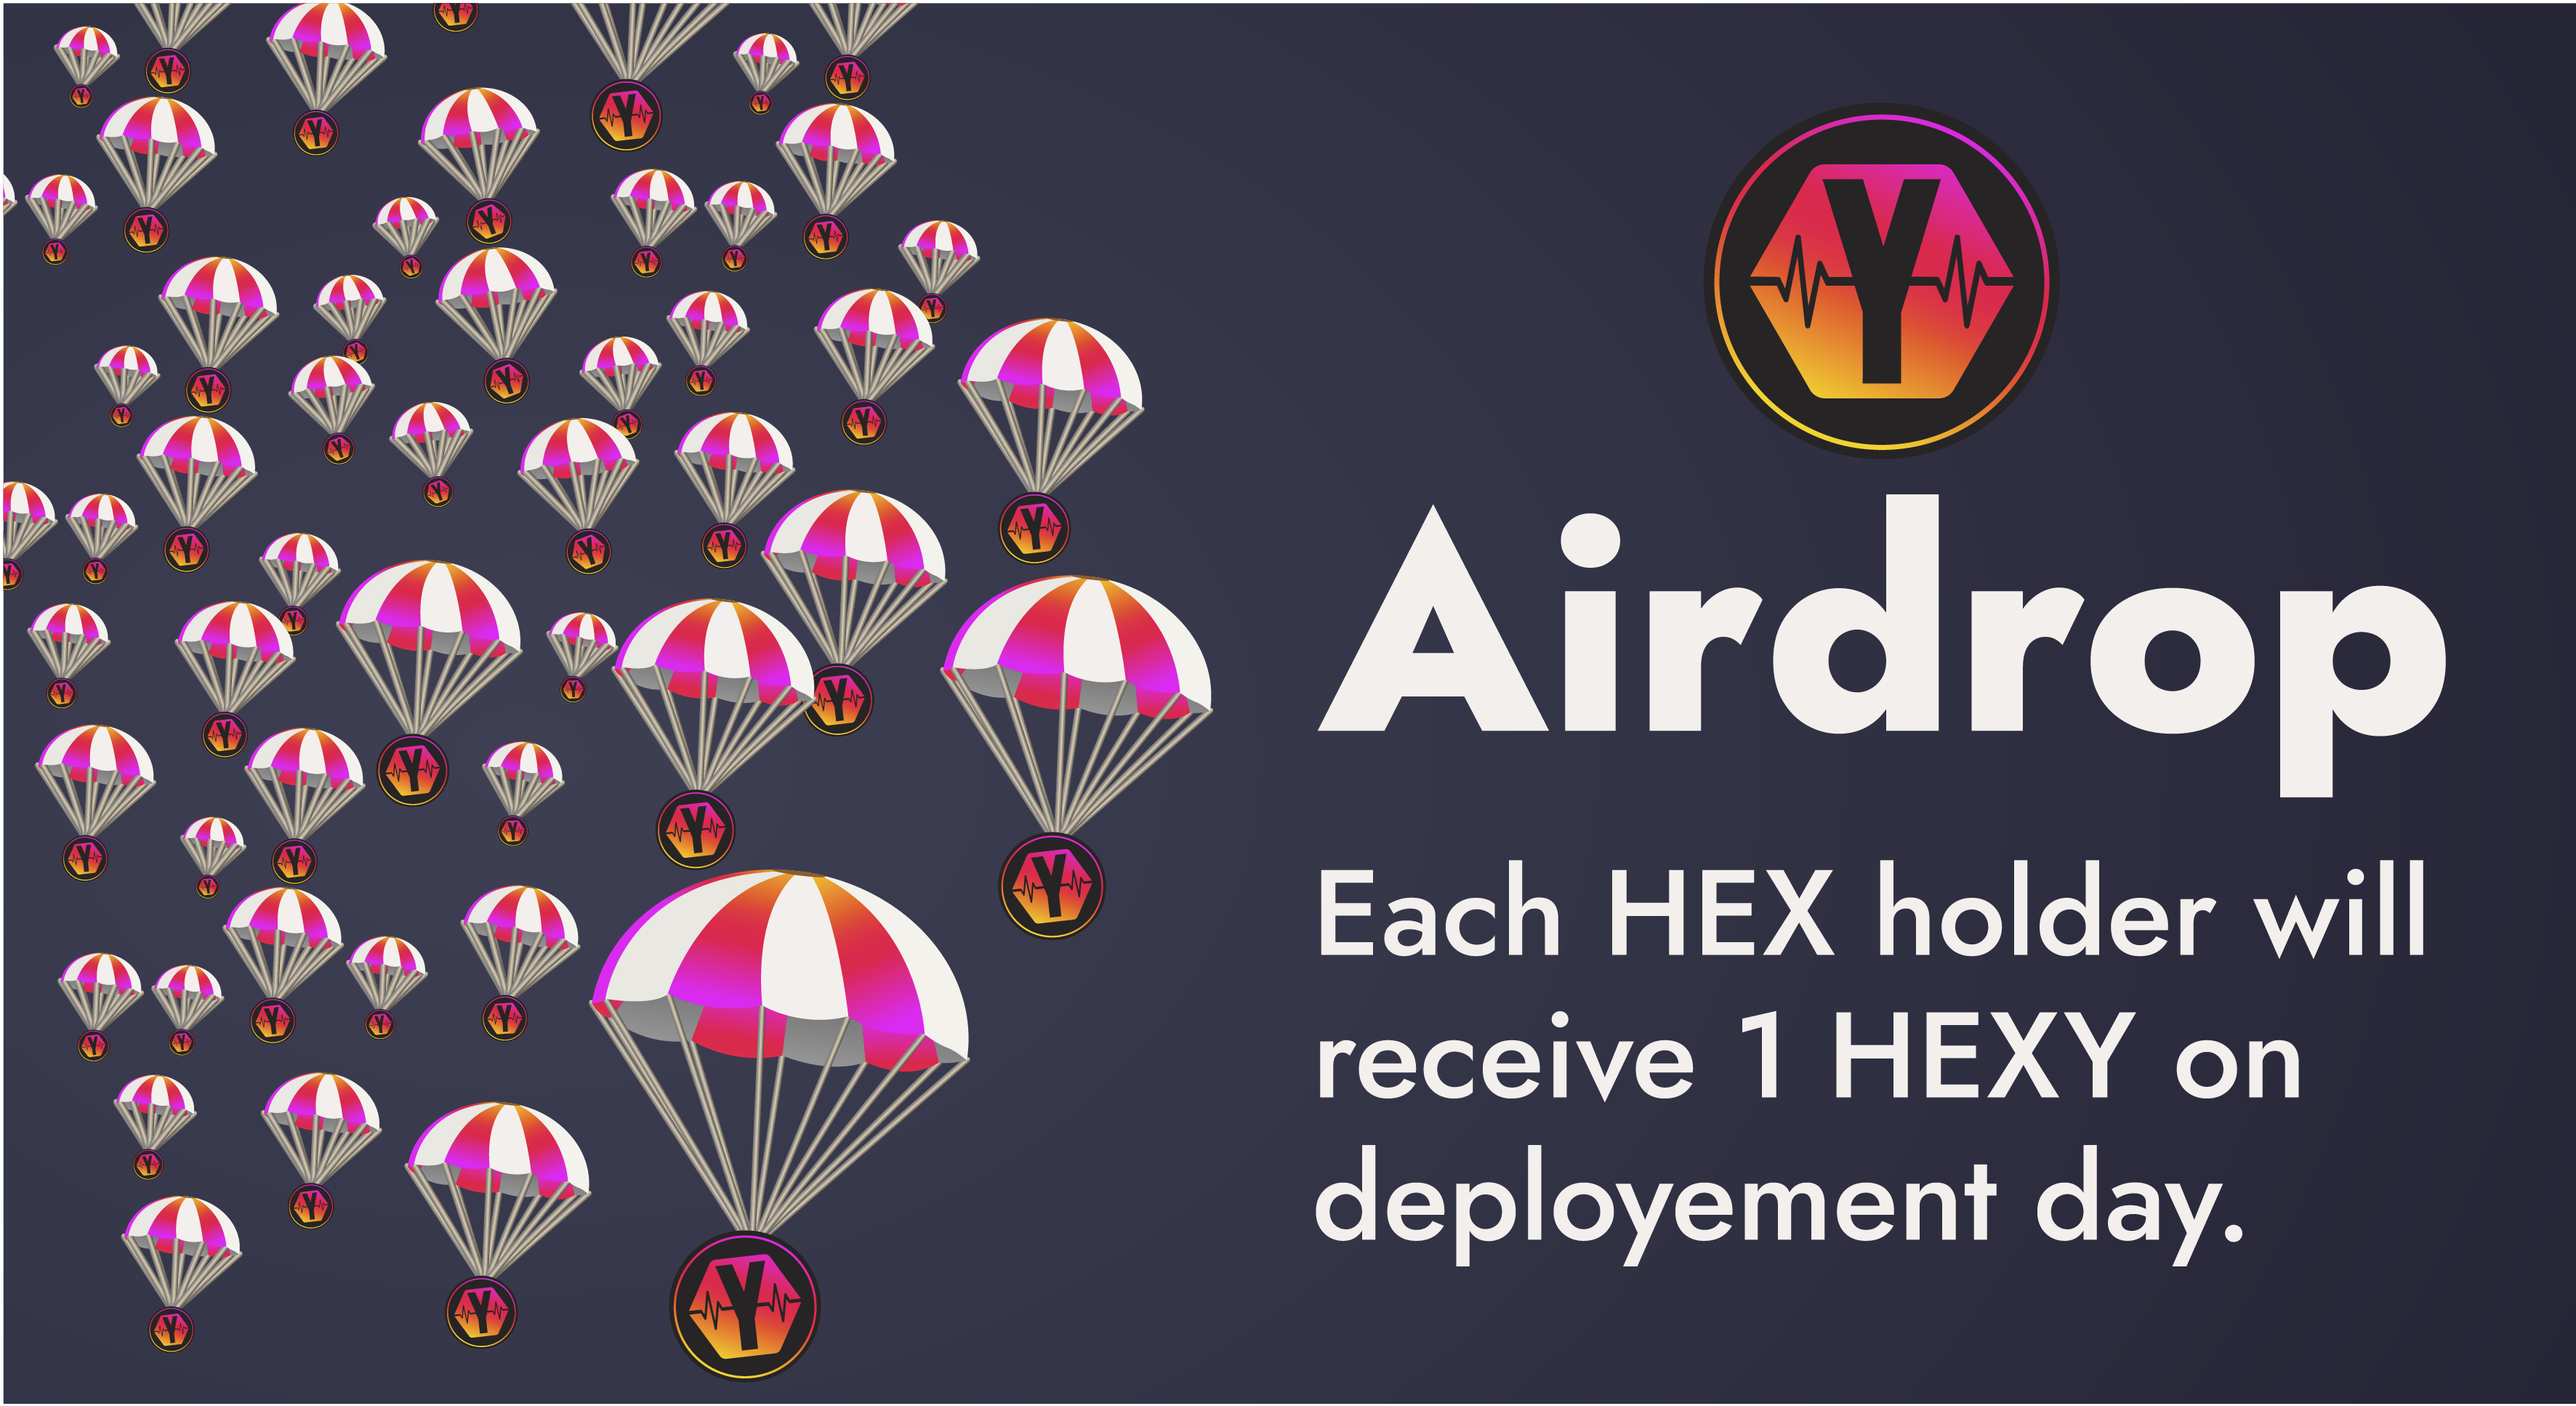 Y
Airdrop
Each HEX holder will
receive 1 HEXY on
deployement day.